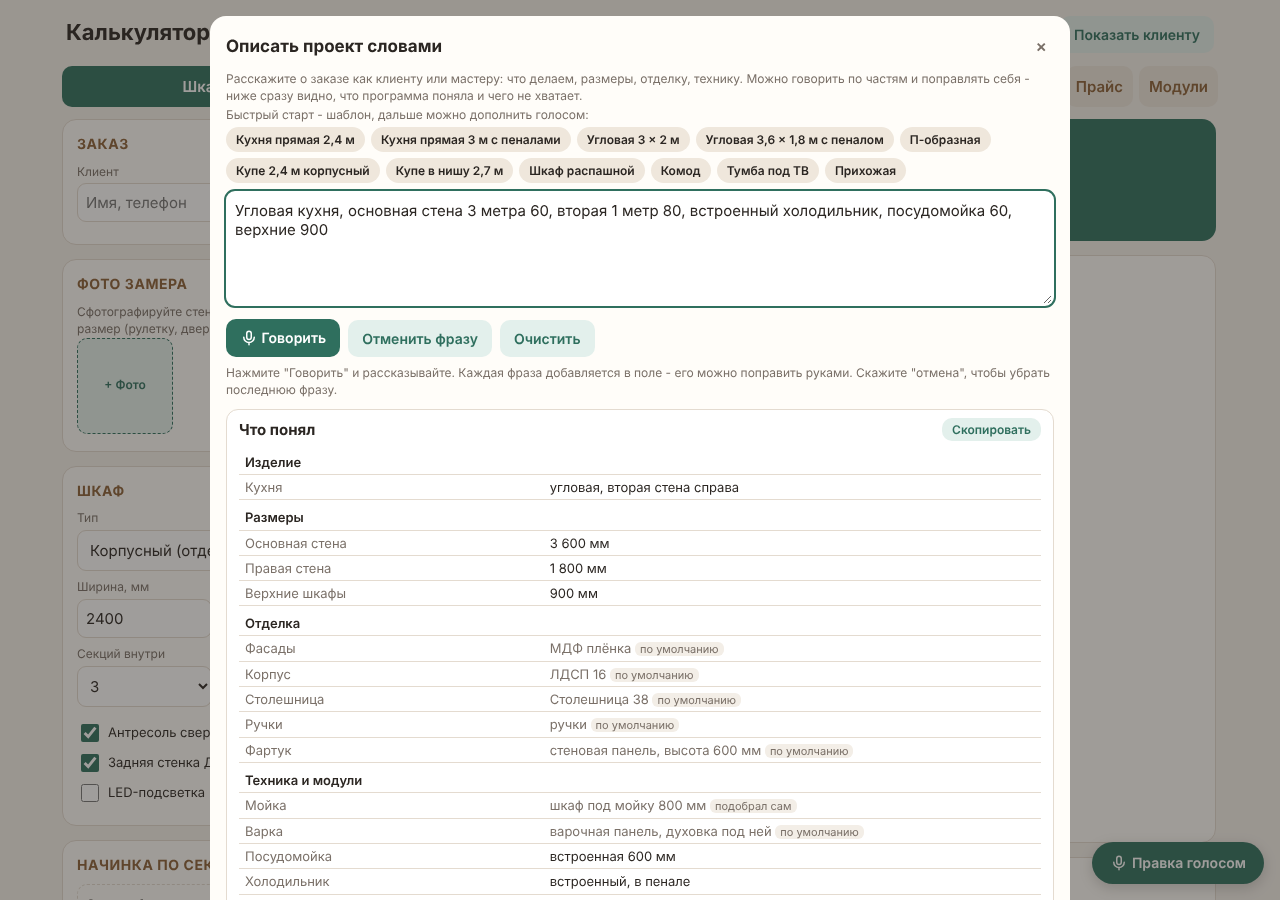 Калькулятор
Показать клиенту
Шка
Прайс
Модули
ЗАКАЗ
Клиент
Имя, телефон
ФОТО ЗАМЕРА
Сфотографируйте стен
размер (рулетку, двер
+ Фото
ШКАФ
Тип
Корпусный (отде
Ширина, мм
2400
Секций внутри
3
Антресоль свер
Задняя стенка Д
LED-подсветка
НАЧИНКА ПО СЕК
Описать проект словами
×
Расскажите о заказе как клиенту или мастеру: что делаем, размеры, отделку, технику. Можно говорить по частям и поправлять себя -
ниже сразу видно, что программа поняла и чего не хватает.
Быстрый старт - шаблон, дальше можно дополнить голосом:
Кухня прямая 2,4 м
Кухня прямая 3 м с пеналами
Угловая 3 × 2 м
Угловая 3,6 × 1,8 м с пеналом
П-образная
Купе 2,4 м корпусный
Купе в нишу 2,7 м
Шкаф распашной
Комод
Тумба под ТВ
Прихожая
Угловая кухня, основная стена 3 метра 60, вторая 1 метр 80, встроенный холодильник, посудомойка 60,
верхние 900
Говорить
Отменить фразу
Очистить
Нажмите "Говорить" и рассказывайте. Каждая фраза добавляется в поле - его можно поправить руками. Скажите "отмена", чтобы убрать
последнюю фразу.
Что понял
Скопировать
Изделие
Кухня угловая, вторая стена справа
Размеры
Основная стена 3 600 мм
Правая стена 1 800 мм
Верхние шкафы 900 мм
Отделка
Фасады МДФ плёнка по умолчанию
Корпус ЛДСП 16 по умолчанию
Столешница Столешница 38 по умолчанию
Ручки ручки по умолчанию
Фартук стеновая панель, высота 600 мм по умолчанию
Техника и модули
Мойка шкаф под мойку 800 мм подобрал сам
Варка варочная панель, духовка под ней по умолчанию
Посудомойка встроенная 600 мм
Холодильник встроенный, в пенале
Правка голосом